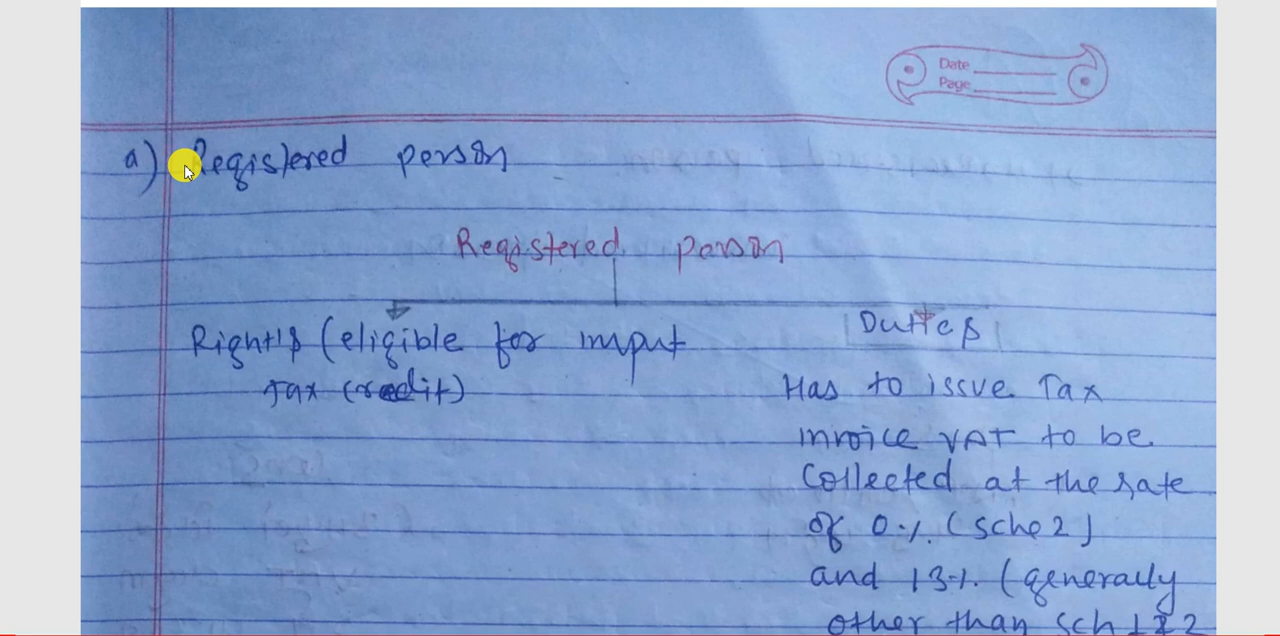 Date
Page
a) Registered person
Registered person
Right's (eligible for input
Tax credit)
Duties
Has to issue Tax
invoice VAT to be
collected at the rate
of 0% (sche 2)
and 13% (generally
other than sch 1 & 2